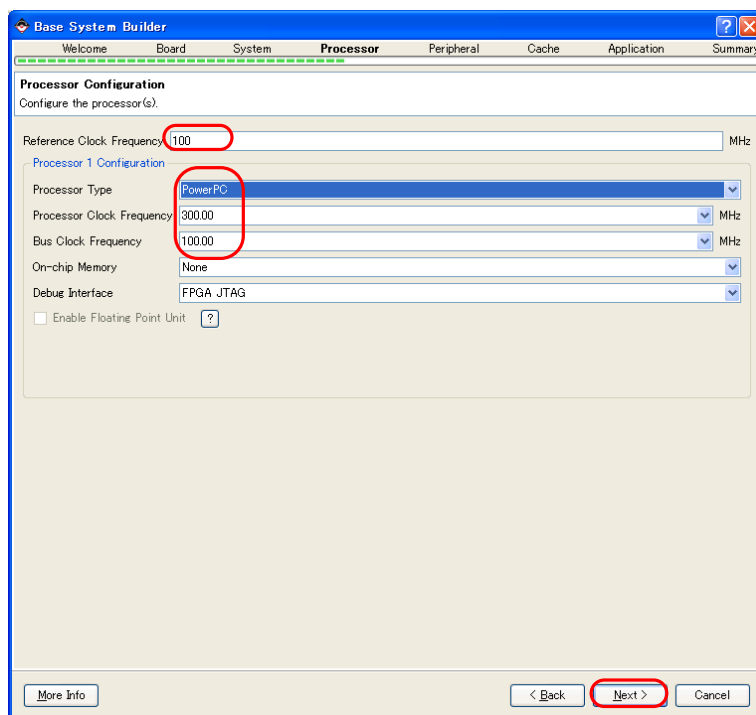 Base System Builder
Welcome Board System Processor Peripheral Cache Application Summary
Processor Configuration
Configure the processor(s).
Reference Clock Frequency 100 MHz
Processor 1 Configuration
Processor Type PowerPC
Processor Clock Frequency 300.00 MHz
Bus Clock Frequency 100.00 MHz
On-chip Memory None
Debug Interface FPGA JTAG
Enable Floating Point Unit ?
More Info < Back Next > Cancel